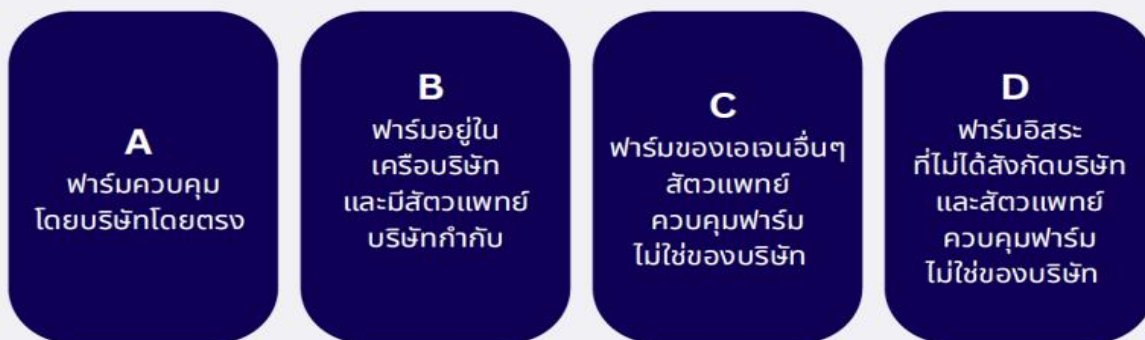 A
ฟาร์มควบคุม
โดยบริษัทโดยตรง
B
ฟาร์มอยู่ใน
เครือบริษัท
และมีสัตวแพทย์
บริษัทกำกับ
C
ฟาร์มของเอเจนอื่นๆ
สัตวแพทย์
ควบคุมฟาร์ม
ไม่ใช่ของบริษัท
D
ฟาร์มอิสระ
ที่ไม่ได้สังกัดบริษัท
และสัตวแพทย์
ควบคุมฟาร์ม
ไม่ใช่ของบริษัท